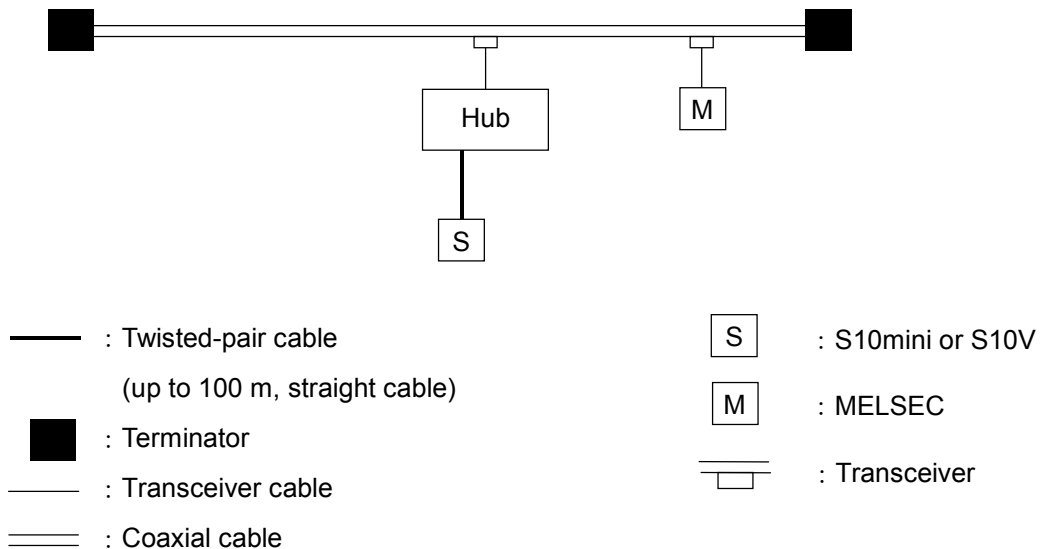 Hub
M
S
: Twisted-pair cable
(up to 100 m, straight cable)
: Terminator
: Transceiver cable
: Coaxial cable
S : S10mini or S10V
M : MELSEC
: Transceiver